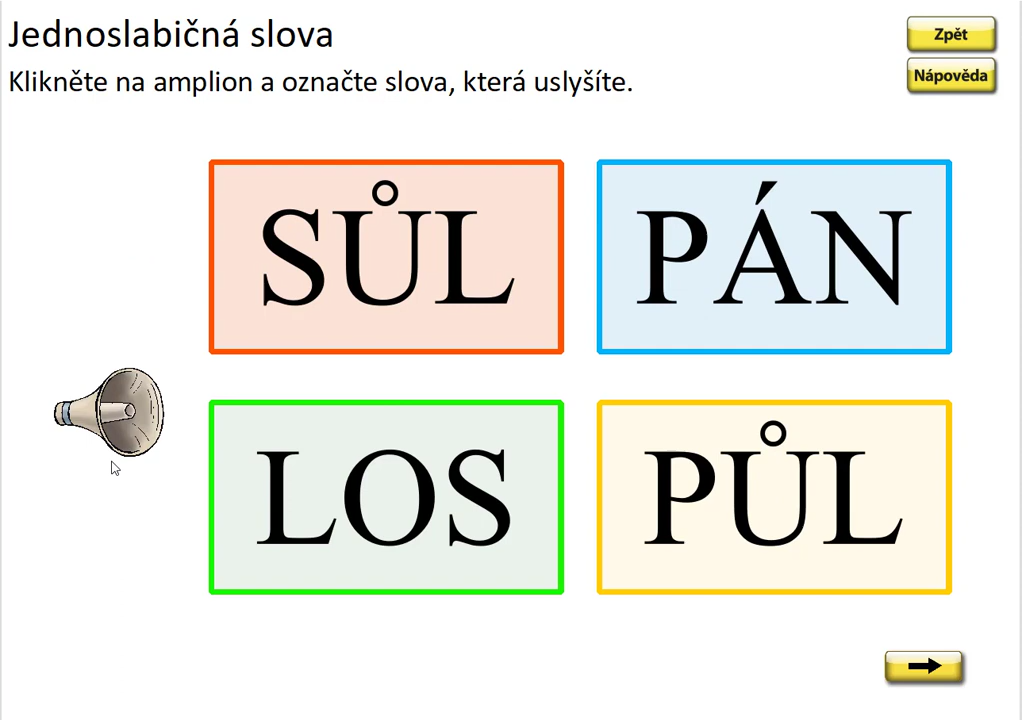 Jednoslabičná slova
Zpět
Klikněte na amplion a označte slova, která uslyšíte.
Nápověda
SŮL
PÁN
LOS
PŮL